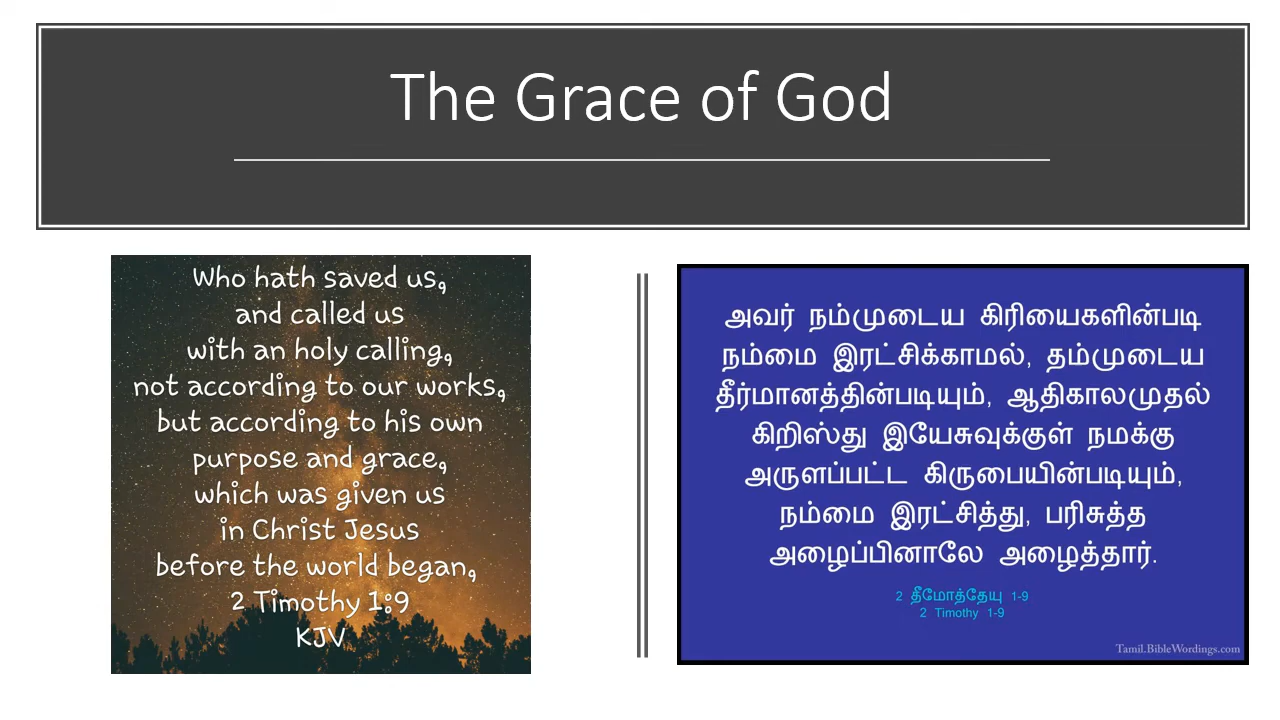 The Grace of God
Who hath saved us,
and called us
with an holy calling,
not according to our works,
but according to his own
purpose and grace,
which was given us
in Christ Jesus
before the world began,
2 Timothy 1:9
KJV
அவர் நம்முடைய கிரியைகளின்படி
நம்மை இரட்சிக்காமல், தம்முடைய
தீர்மானத்தின்படியும், ஆதிகாலமுதல்
கிறிஸ்து இயேசுவுக்குள் நமக்கு
அருளப்பட்ட கிருபையின்படியும்,
நம்மை இரட்சித்து, பரிசுத்த
அழைப்பினாலே அழைத்தார்.
2 தீமோத்தேயு 1-9
2 Timothy 1-9
Tamil.BibleWordings.com